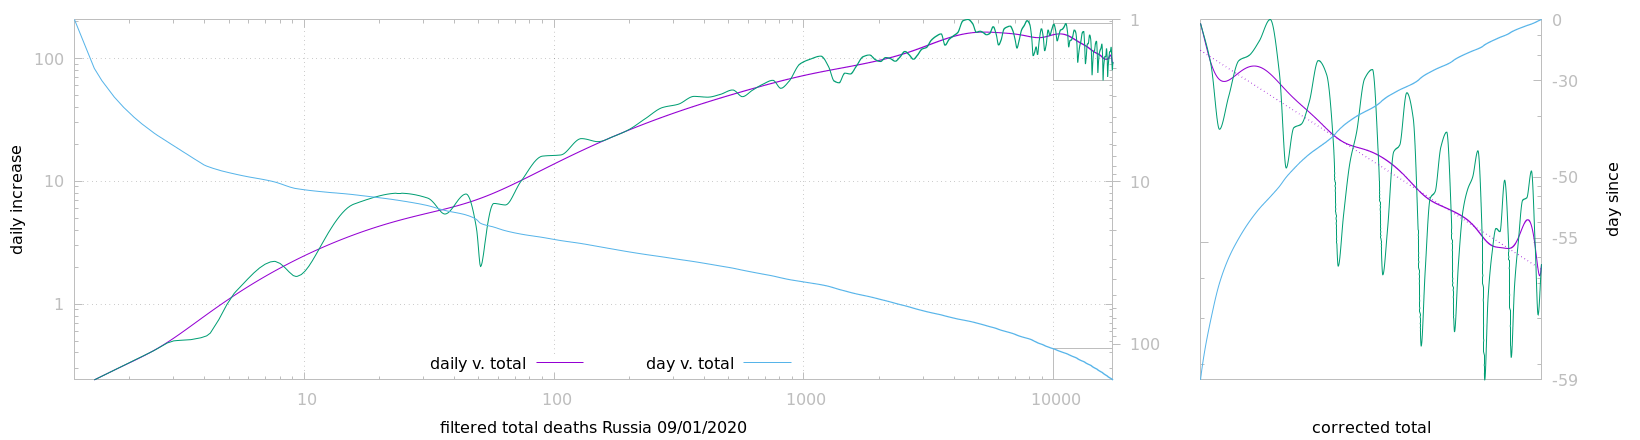 100
10
1
daily increase
10
100
1000
10000
filtered total deaths Russia 09/01/2020
daily v. total
day v. total
1
10
100
0
-30
-50
-55
-59
day since
corrected total